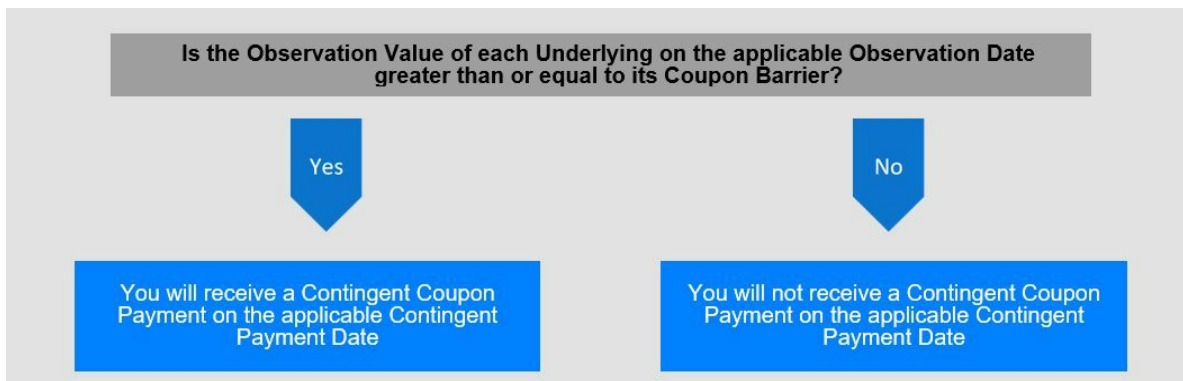 Is the Observation Value of each Underlying on the applicable Observation Date
greater than or equal to its Coupon Barrier?
Yes
No
You will receive a Contingent Coupon
Payment on the applicable Contingent
Payment Date
You will not receive a Contingent Coupon
Payment on the applicable Contingent
Payment Date